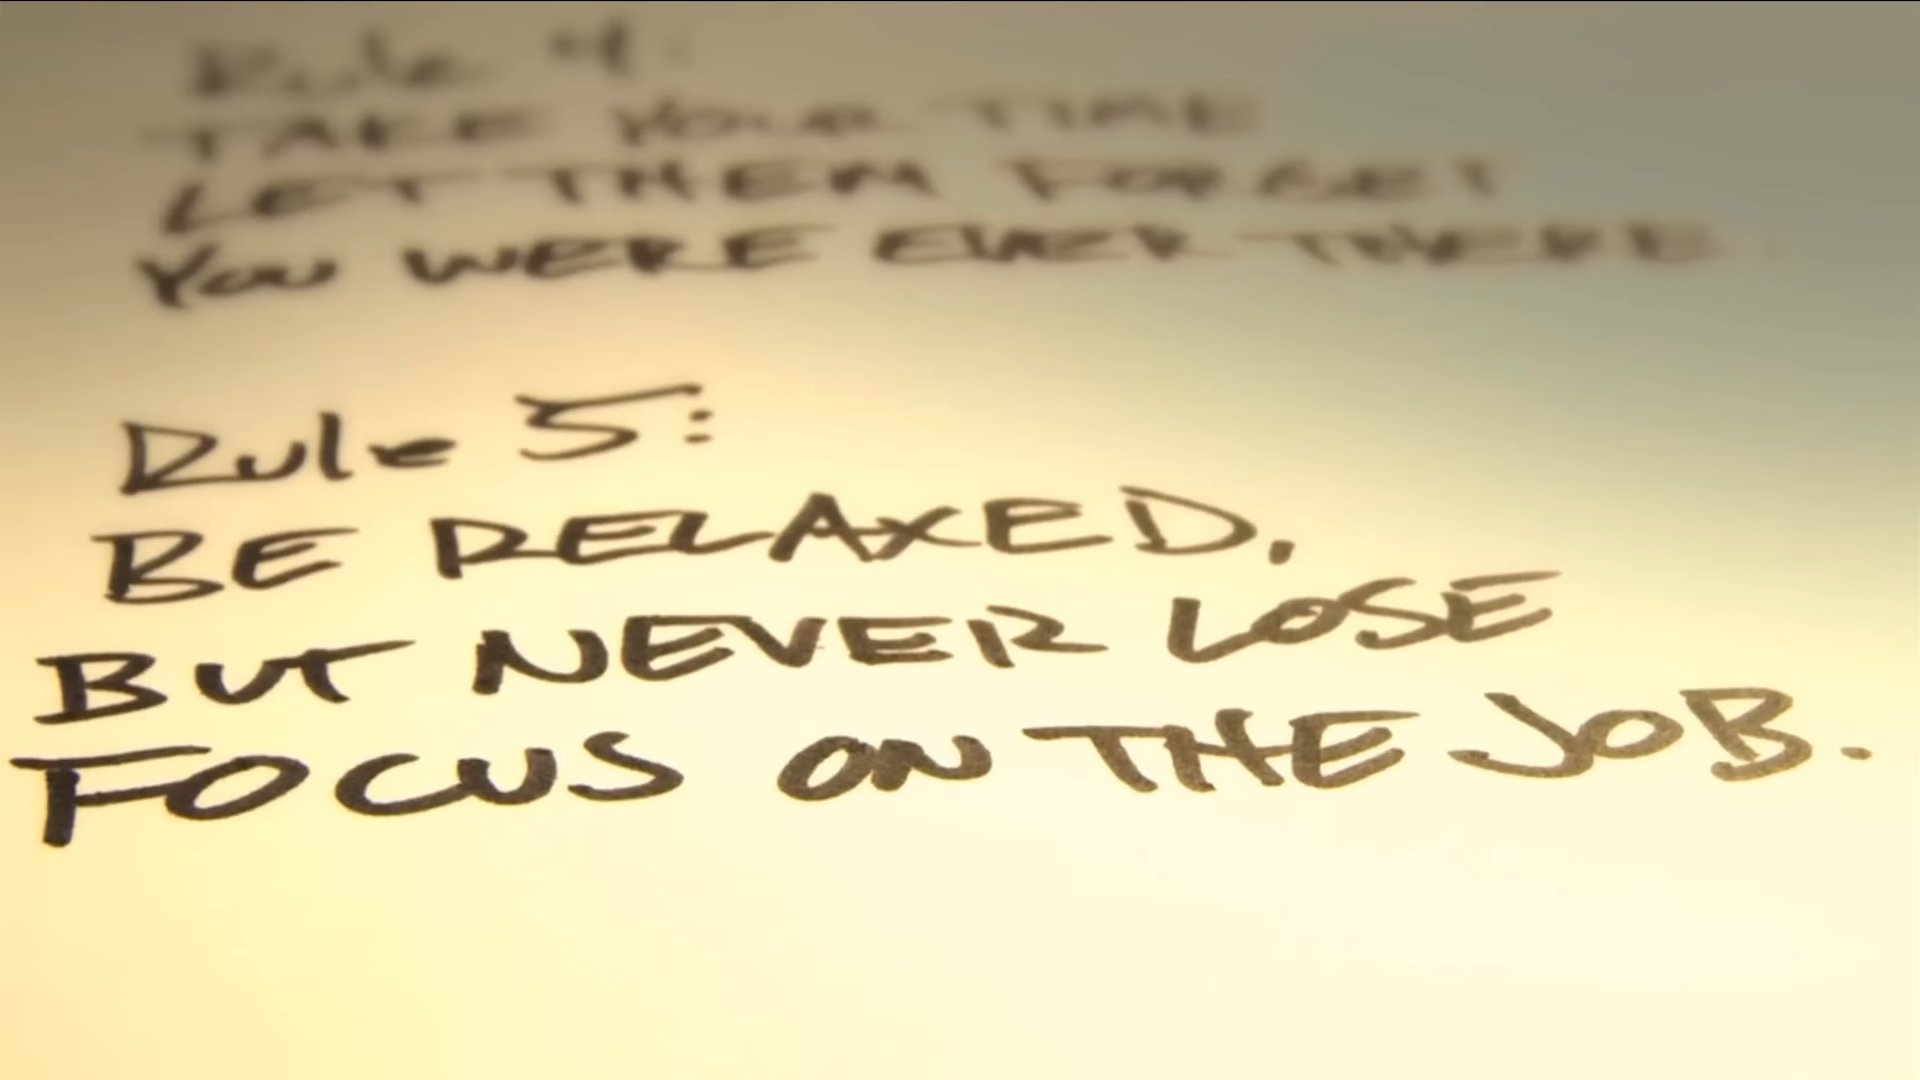 Rule 4:
TAKE YOUR TIME
LET THEM FORGET
YOU WERE EVER THERE
Rule 5:
BE RELAXED,
BUT NEVER LOSE
FOCUS ON THE JOB.